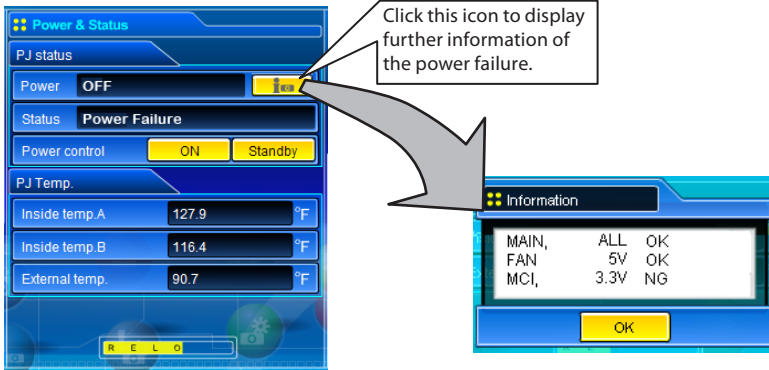 Power & Status
PJ status
Power OFF
Status Power Failure
Power control ON Standby
PJ Temp.
Inside temp.A 127.9 °F
Inside temp.B 116.4 °F
External temp. 90.7 °F
R E L O
Click this icon to display
further information of
the power failure.
Information
MAIN, ALL OK
FAN 5V OK
MCI, 3.3V NG
OK